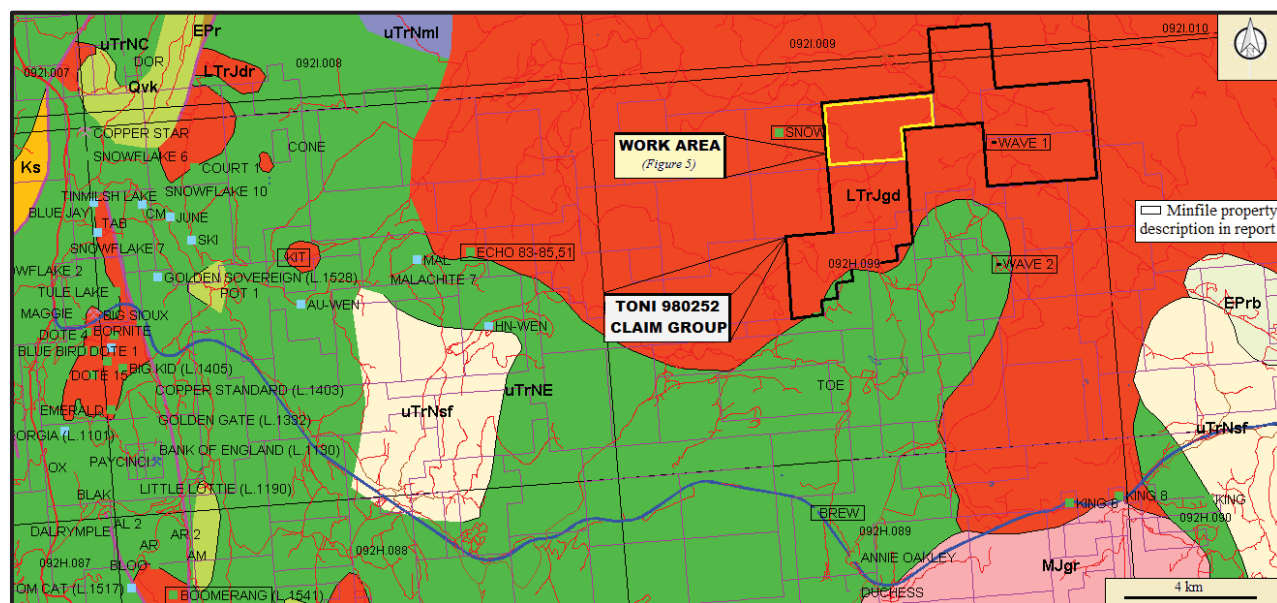 EPr
uTrNC
uTrNml
092I.009
092I.010
DOR
092I.008
092I.007
LTrJdr
Qvk
COPPER STAR
SNOW
WORK AREA
(Figure 5)
WAVE 1
CONE
SNOWFLAKE 6
COURT 1
Ks
SNOWFLAKE 10
TINMILSH LAKE
LTrJgd
BLUE JAY
CM
JUNE
TAB
Minfile property
description in report
SKI
SNOWFLAKE 7
KIT
ECHO 83-85,51
MAL
092H.099
WAVE 2
OWFLAKE 2
GOLDEN SOVEREIGN (L.1528)
MALACHITE 7
TULE LAKE
POT 1
AU-WEN
TONI 980252
CLAIM GROUP
EPrb
MAGGIE
BIG SIOUX
HN-WEN
DOTE 4
BORNITE
BLUE BIRD
DOTE 1
BIG KID (L.1405)
DOTE 15
TOE
COPPER STANDARD (L.1403)
uTrNE
EMERALD
uTrNsf
GOLDEN GATE (L.1332)
uTrNsf
ORGIA (L.1101)
BANK OF ENGLAND (L.1130)
PAYCINCI
OX
LITTLE LOTTIE (L.1190)
BLAK
KING 8
KING 6
KING
BREW
AL 2
DALRYMPLE
AR 2
092H.090
092H.089
AR
092H.088
AM
ANNIE OAKLEY
092H.087
BLOO
MJgr
OM CAT (L.1517)
BOOMERANG (L.1541)
DUCHESS
4 km